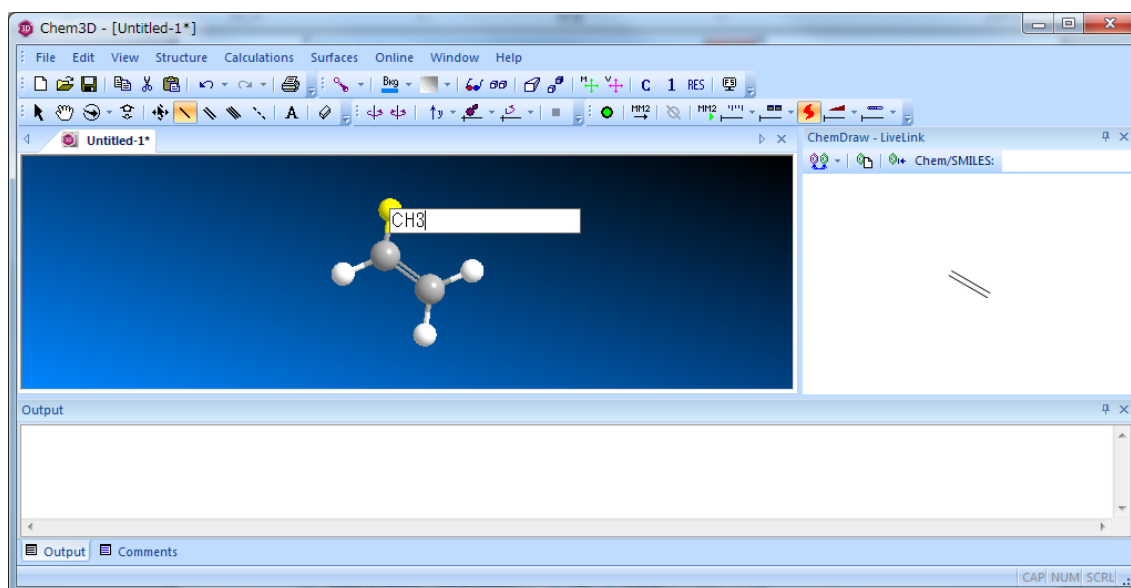 Chem3D - [Untitled-1*]
File Edit View Structure Calculations Surfaces Online Window Help
Bkg M V C 1 RES F5
A y MM2 MM2
Untitled-1*
ChemDraw - LiveLink
Chem/SMILES:
CH3
Output
Output Comments
CAP NUM SCRL